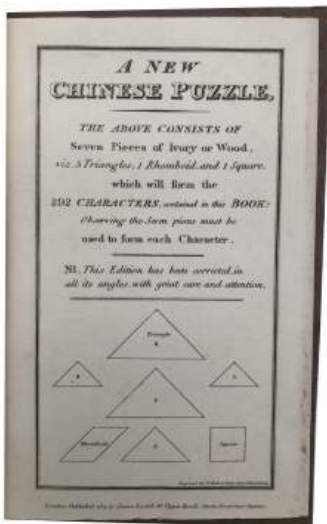 A NEW
CHINESE PUZZLE,
THE ABOVE CONSISTS OF
Seven Pieces of Ivory or Wood,
viz. 5 Triangles, 1 Rhomboid, and 1 Square,
which will form the
292 CHARACTERS, contained in this BOOK:
Observing the Seven pieces must be
used to form each Character.
This Edition has been corrected, in
all its angles, with great care and attention.
Triangle
Rhomboid
Square
London Published